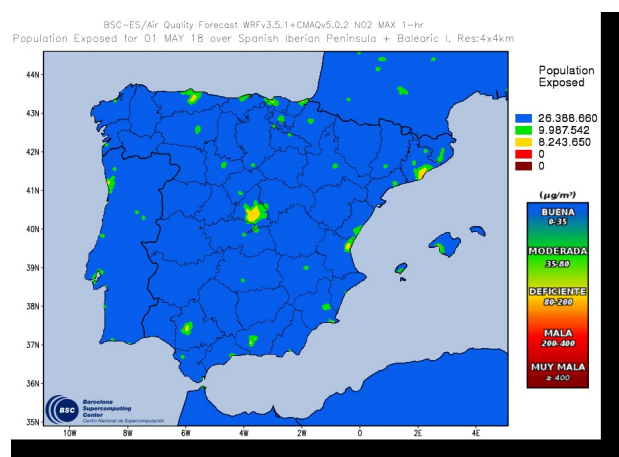 BSC-ES/Air Quality Forecast WRFv3.5.1+CMAQv5.0.2 NO2 MAX 1-hr
Population Exposed for 01 MAY 18 over Spanish Iberian Peninsula + Balearic I. Res:4x4km
Population
Exposed
26.388.660
9.987.542
8.243.650
0
0
(μg/m³)
BUENA
0-35
MODERADA
35-80
DEFICIENTE
80-200
MALA
200-400
MUY MALA
≥ 400
44N
43N
42N
41N
40N
39N
38N
37N
36N
35N
10W
8W
6W
4W
2W
0
2E
4E
BSC
Barcelona
Supercomputing
Center
Centro Nacional de Supercomputación